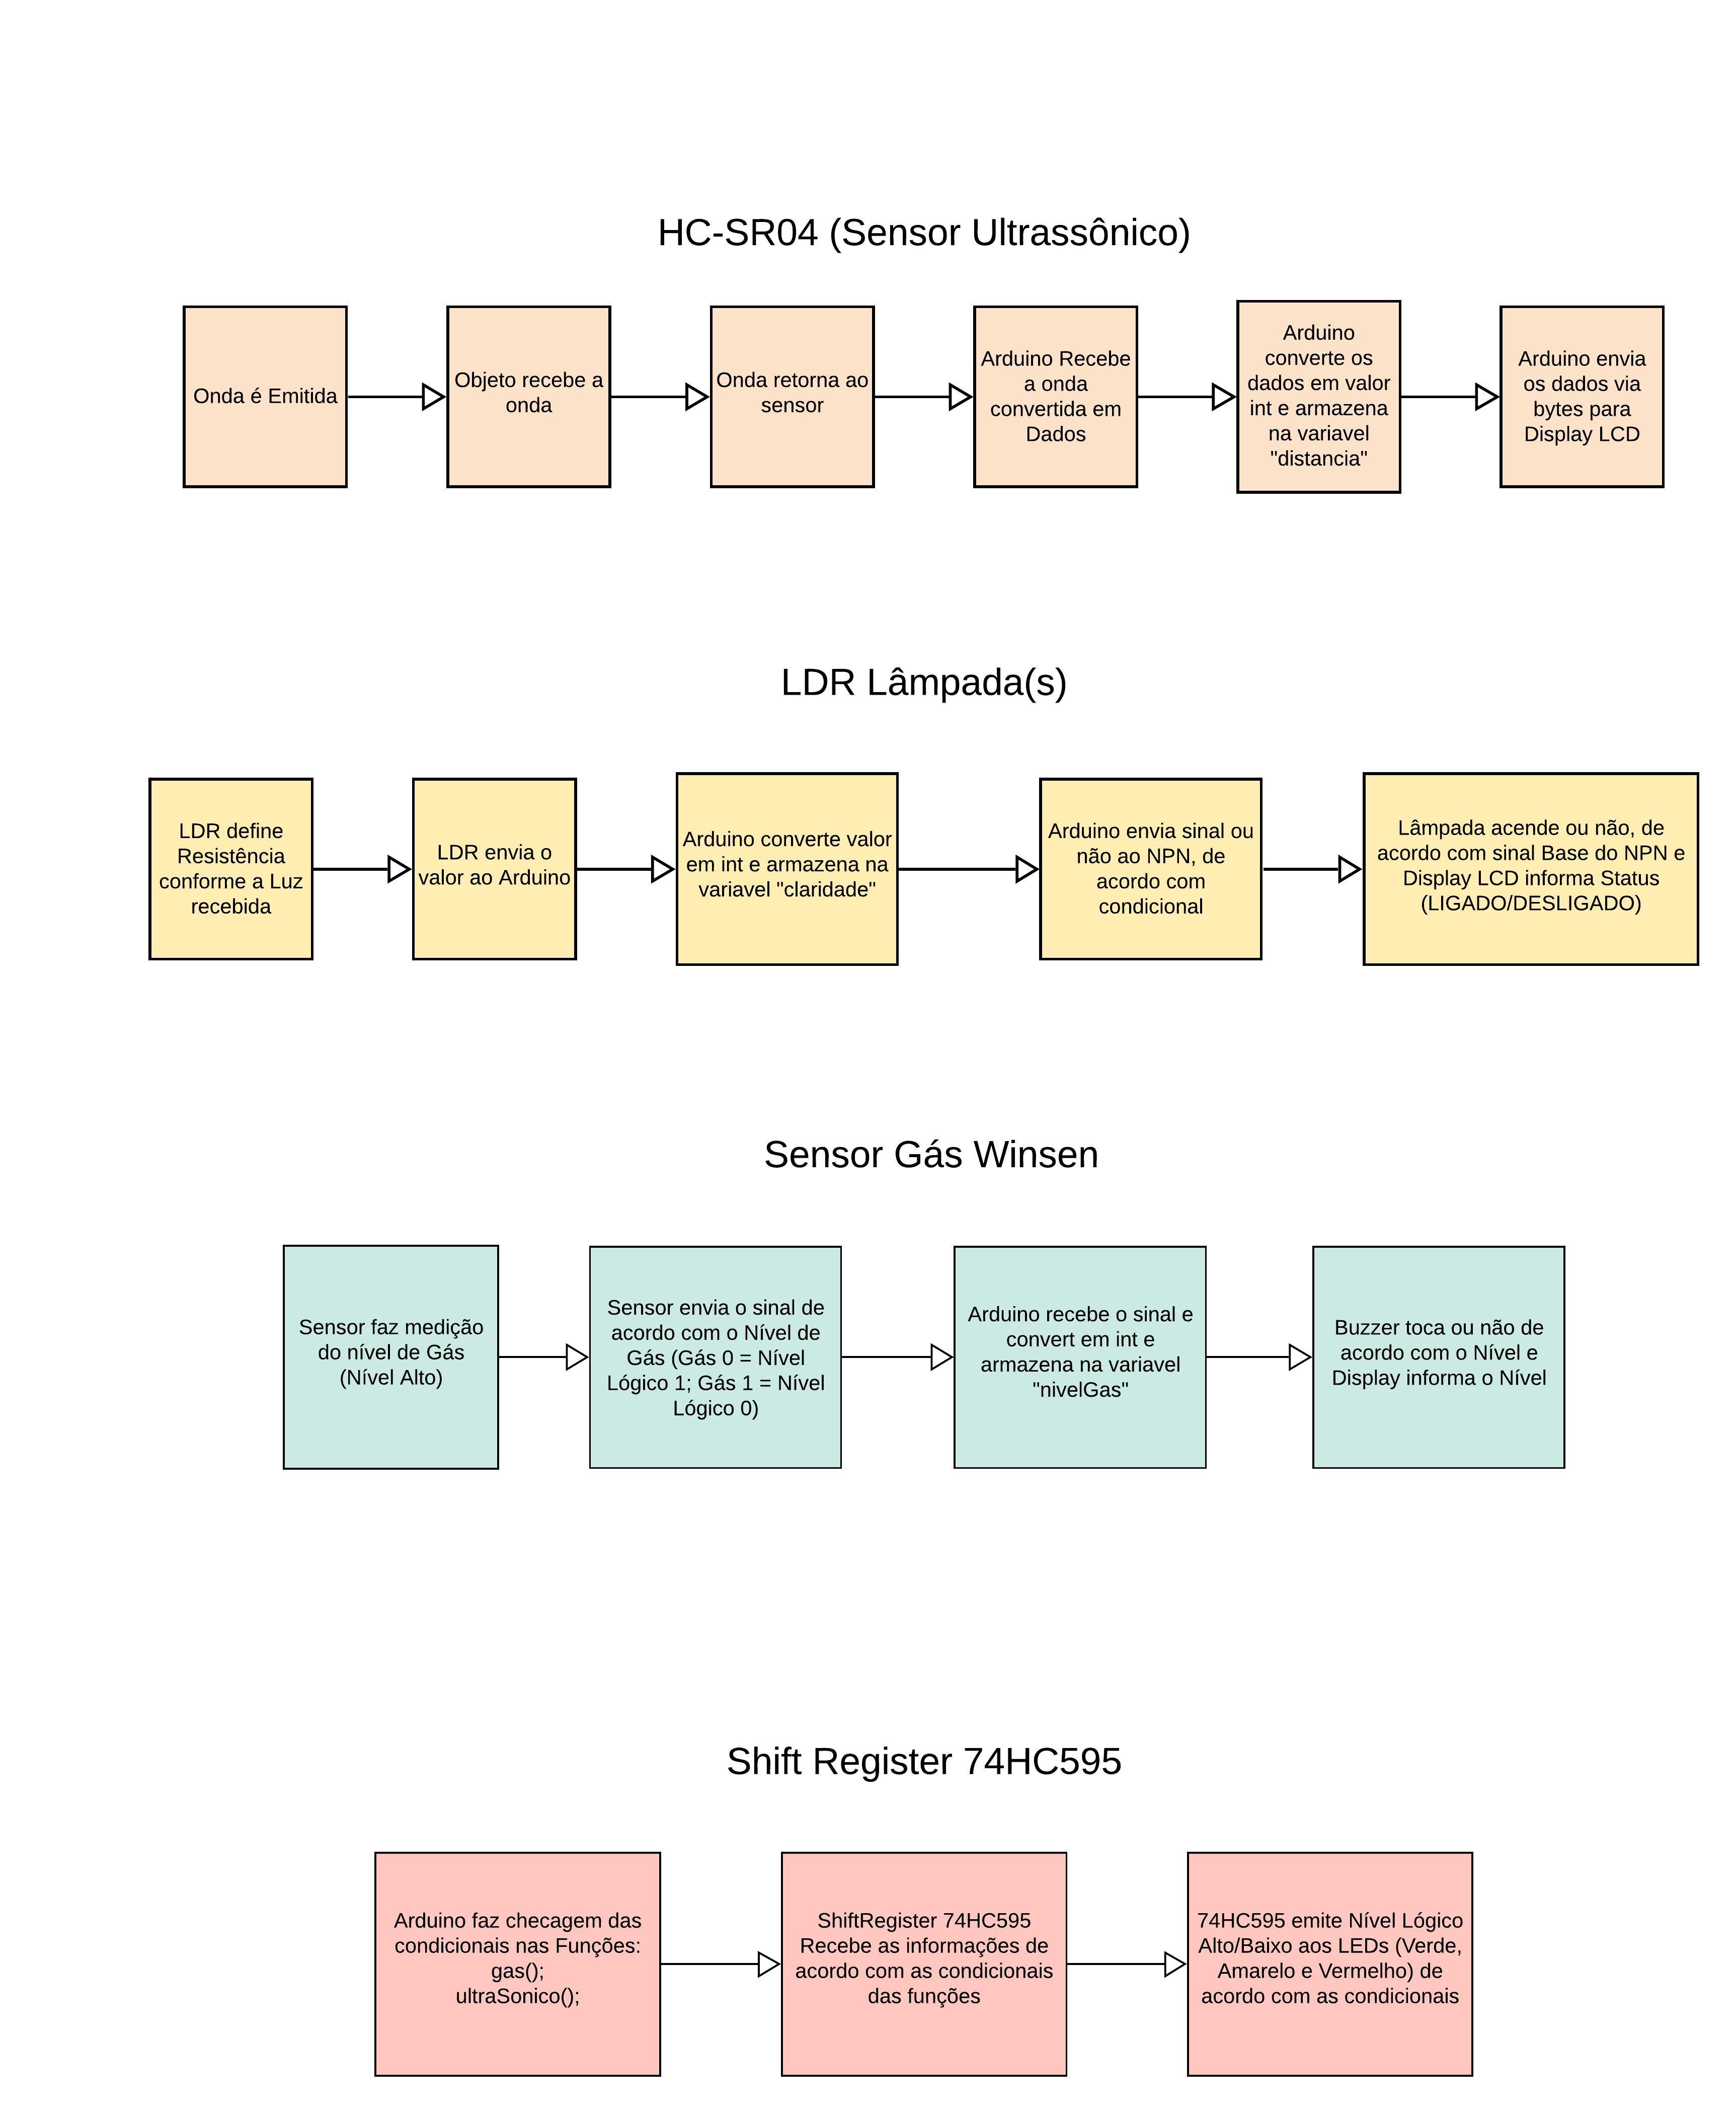 HC-SR04 (Sensor Ultrassônico)
Onda é Emitida
Objeto recebe a
onda
Onda retorna ao
sensor
Arduino Recebe
a onda
convertida em
Dados
Arduino
converte os
dados em valor
int e armazena
na variavel
"distancia"
Arduino envia
os dados via
bytes para
Display LCD
LDR Lâmpada(s)
LDR define
Resistência
conforme a Luz
recebida
LDR envia o
valor ao Arduino
Arduino converte valor
em int e armazena na
variavel "claridade"
Arduino envia sinal ou
não ao NPN, de
acordo com
condicional
Lâmpada acende ou não, de
acordo com sinal Base do NPN e
Display LCD informa Status
(LIGADO/DESLIGADO)
Sensor Gás Winsen
Sensor faz medição
do nível de Gás
(Nível Alto)
Sensor envia o sinal de
acordo com o Nível de
Gás (Gás 0 = Nível
Lógico 1; Gás 1 = Nível
Lógico 0)
Arduino recebe o sinal e
convert em int e
armazena na variavel
"nivelGas"
Buzzer toca ou não de
acordo com o Nível e
Display informa o Nível
Shift Register 74HC595
Arduino faz checagem das
condicionais nas Funções:
gas();
ultraSonico();
ShiftRegister 74HC595
Recebe as informações de
acordo com as condicionais
das funções
74HC595 emite Nível Lógico
Alto/Baixo aos LEDs (Verde,
Amarelo e Vermelho) de
acordo com as condicionais